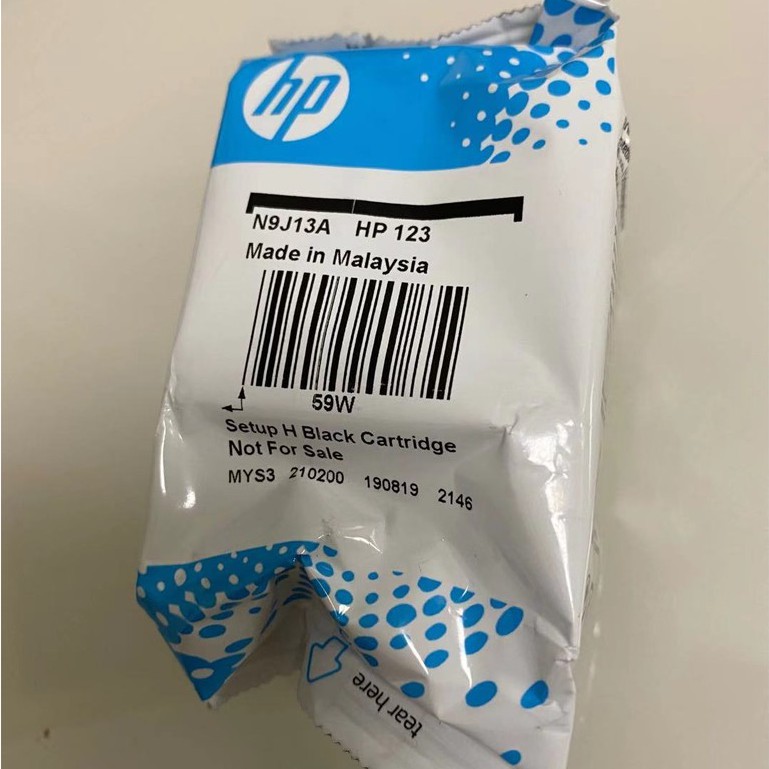 hp
N9J13A HP 123
Made in Malaysia
59W
Setup H Black Cartridge
Not For Sale
MYS3 210200 190819 2146
tear here